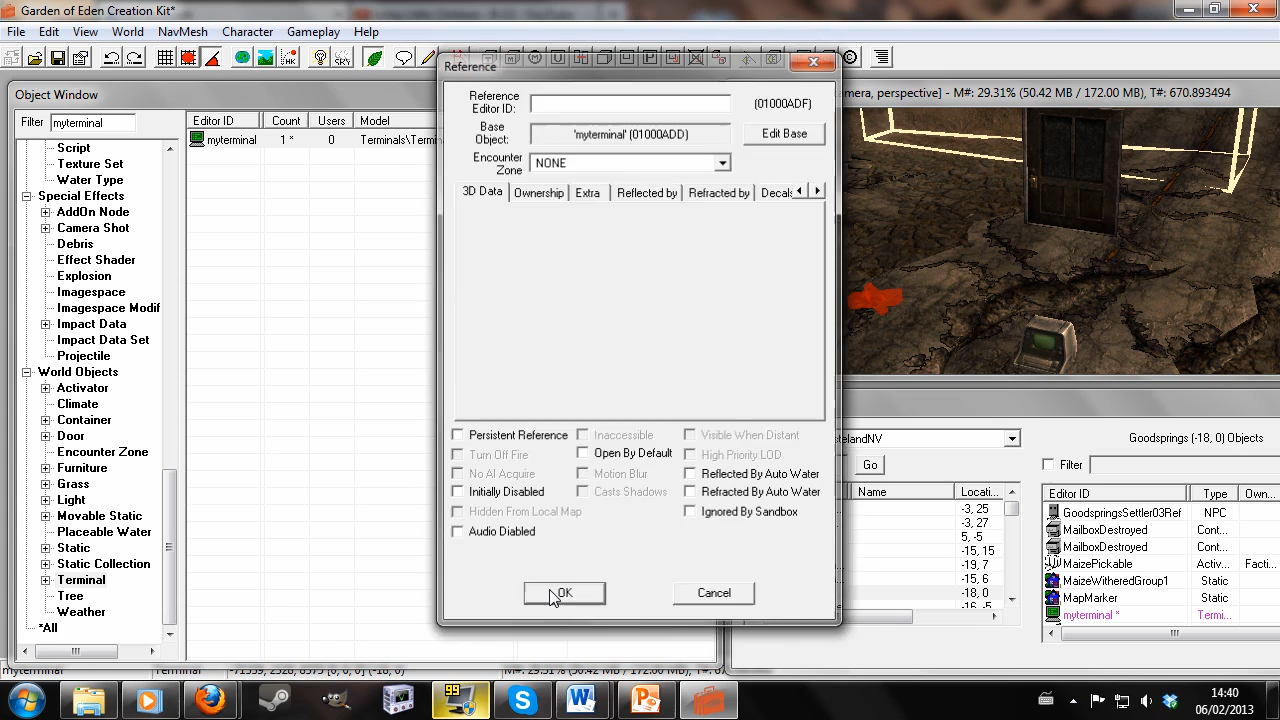 Garden of Eden Creation Kit*
File Edit View World NavMesh Character Gameplay Help
Object Window
Filter myterminal
Script
Texture Set
Water Type
Special Effects
AddOn Node
Camera Shot
Debris
Effect Shader
Explosion
Imagespace
Imagespace Modif
Impact Data
Impact Data Set
Projectile
World Objects
Activator
Climate
Container
Door
Encounter Zone
Furniture
Grass
Light
Movable Static
Placeable Water
Static
Static Collection
Terminal
Tree
Weather
*All
Editor ID Count Users Model
myterminal 1 * 0 Terminals\Termi
Reference
Reference Editor ID: (01000ADF)
Base Object: 'myterminal' (01000ADD) Edit Base
Encounter Zone NONE
3D Data Ownership Extra Reflected by Refracted by Decals
Persistent Reference Inaccessible Visible When Distant
Turn Off Fire Open By Default High Priority LOD
No AI Acquire Motion Blur Reflected By Auto Water
Initially Disabled Casts Shadows Refracted By Auto Water
Hidden From Local Map Ignored By Sandbox
Audio Diabled
OK Cancel
mera, perspective] - M#: 29.31% (50.42 MB / 172.00 MB), T#: 670.893494
stelandNV Goodsprings (-18, 0) Objects
Go Filter
Name Locati...
-3, 25
-3, 27
5, -5
-15, 15
-19, 7
-15, 6
-18, 0
-16, -5
Editor ID Type Own...
GoodspringsSettler03Ref NPC
MailboxDestroyed Cont...
MailboxDestroyed Cont...
MaizePickable Activ... Facti...
MaizeWitheredGroup1 Static
MapMarker Static
myterminal * Termi...
99
14:40
06/02/2013